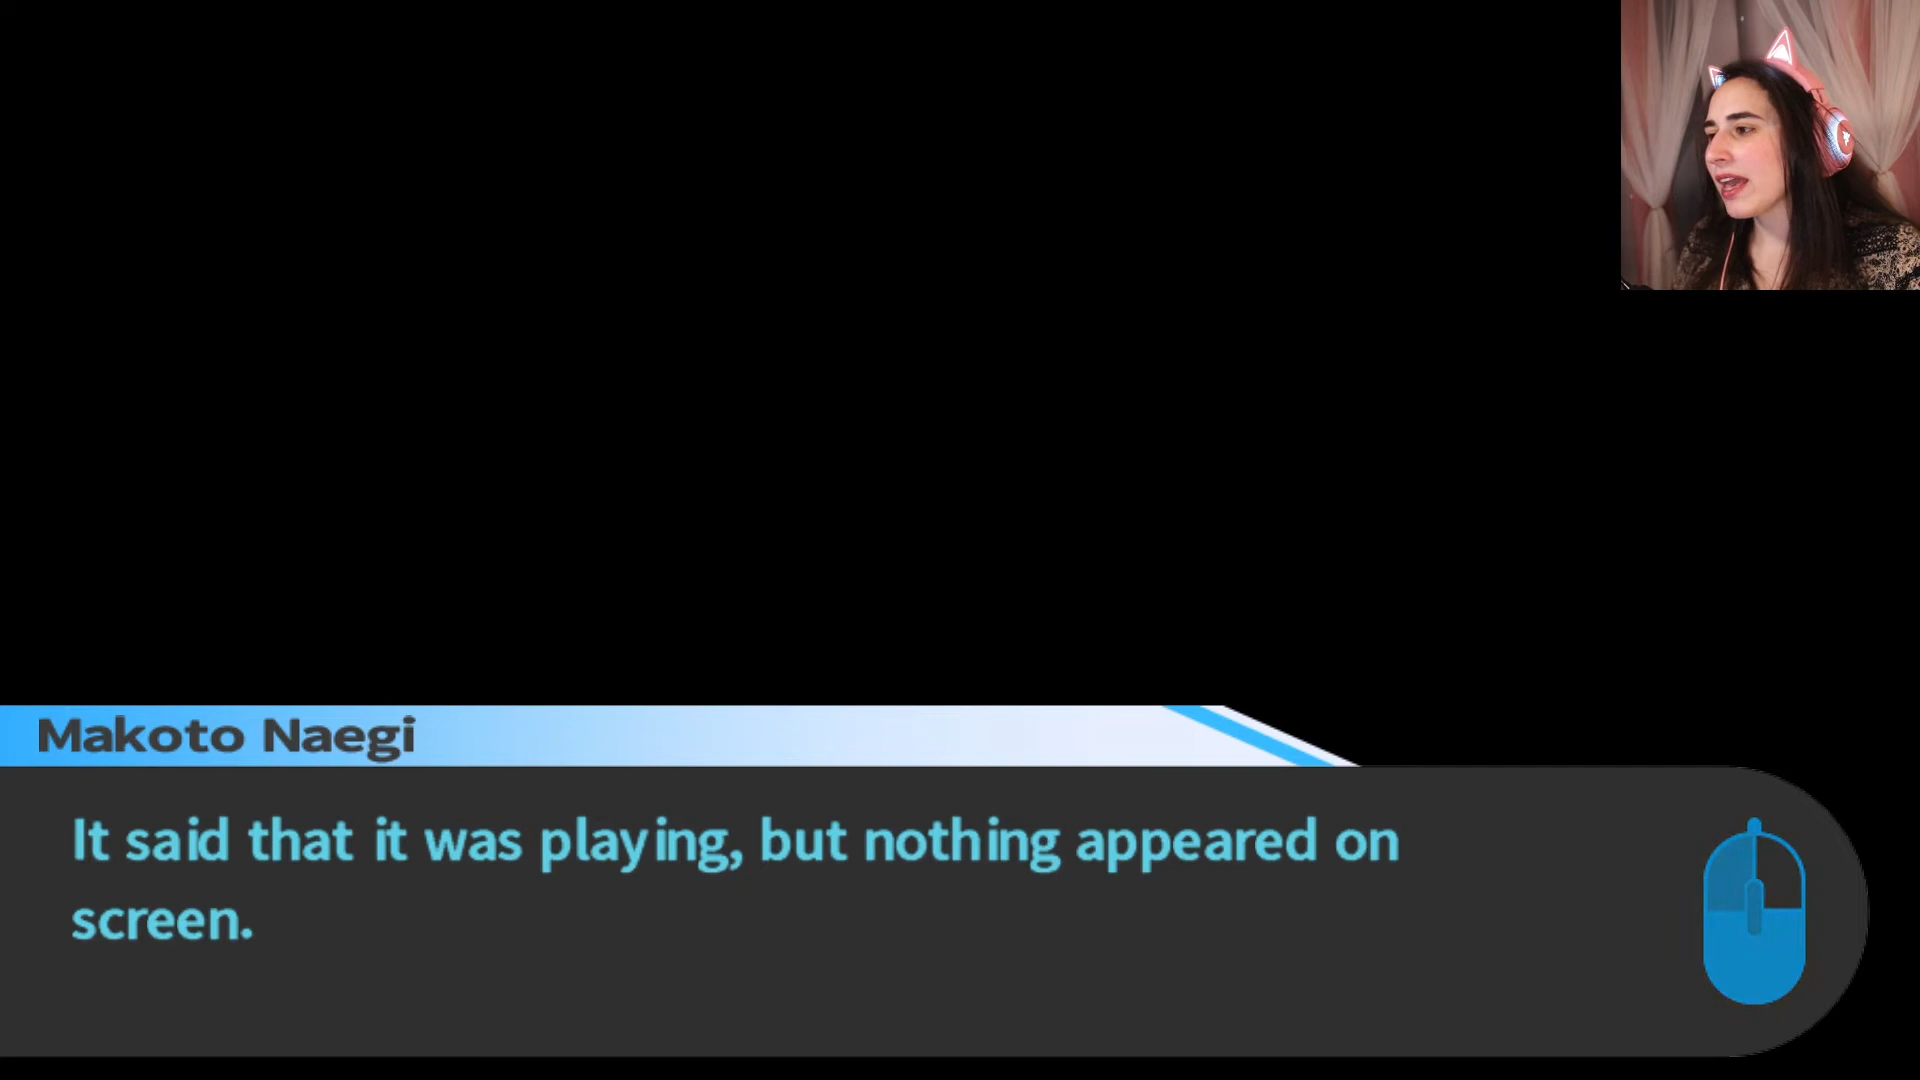 Makoto Naegi
It said that it was playing, but nothing appeared on
screen.